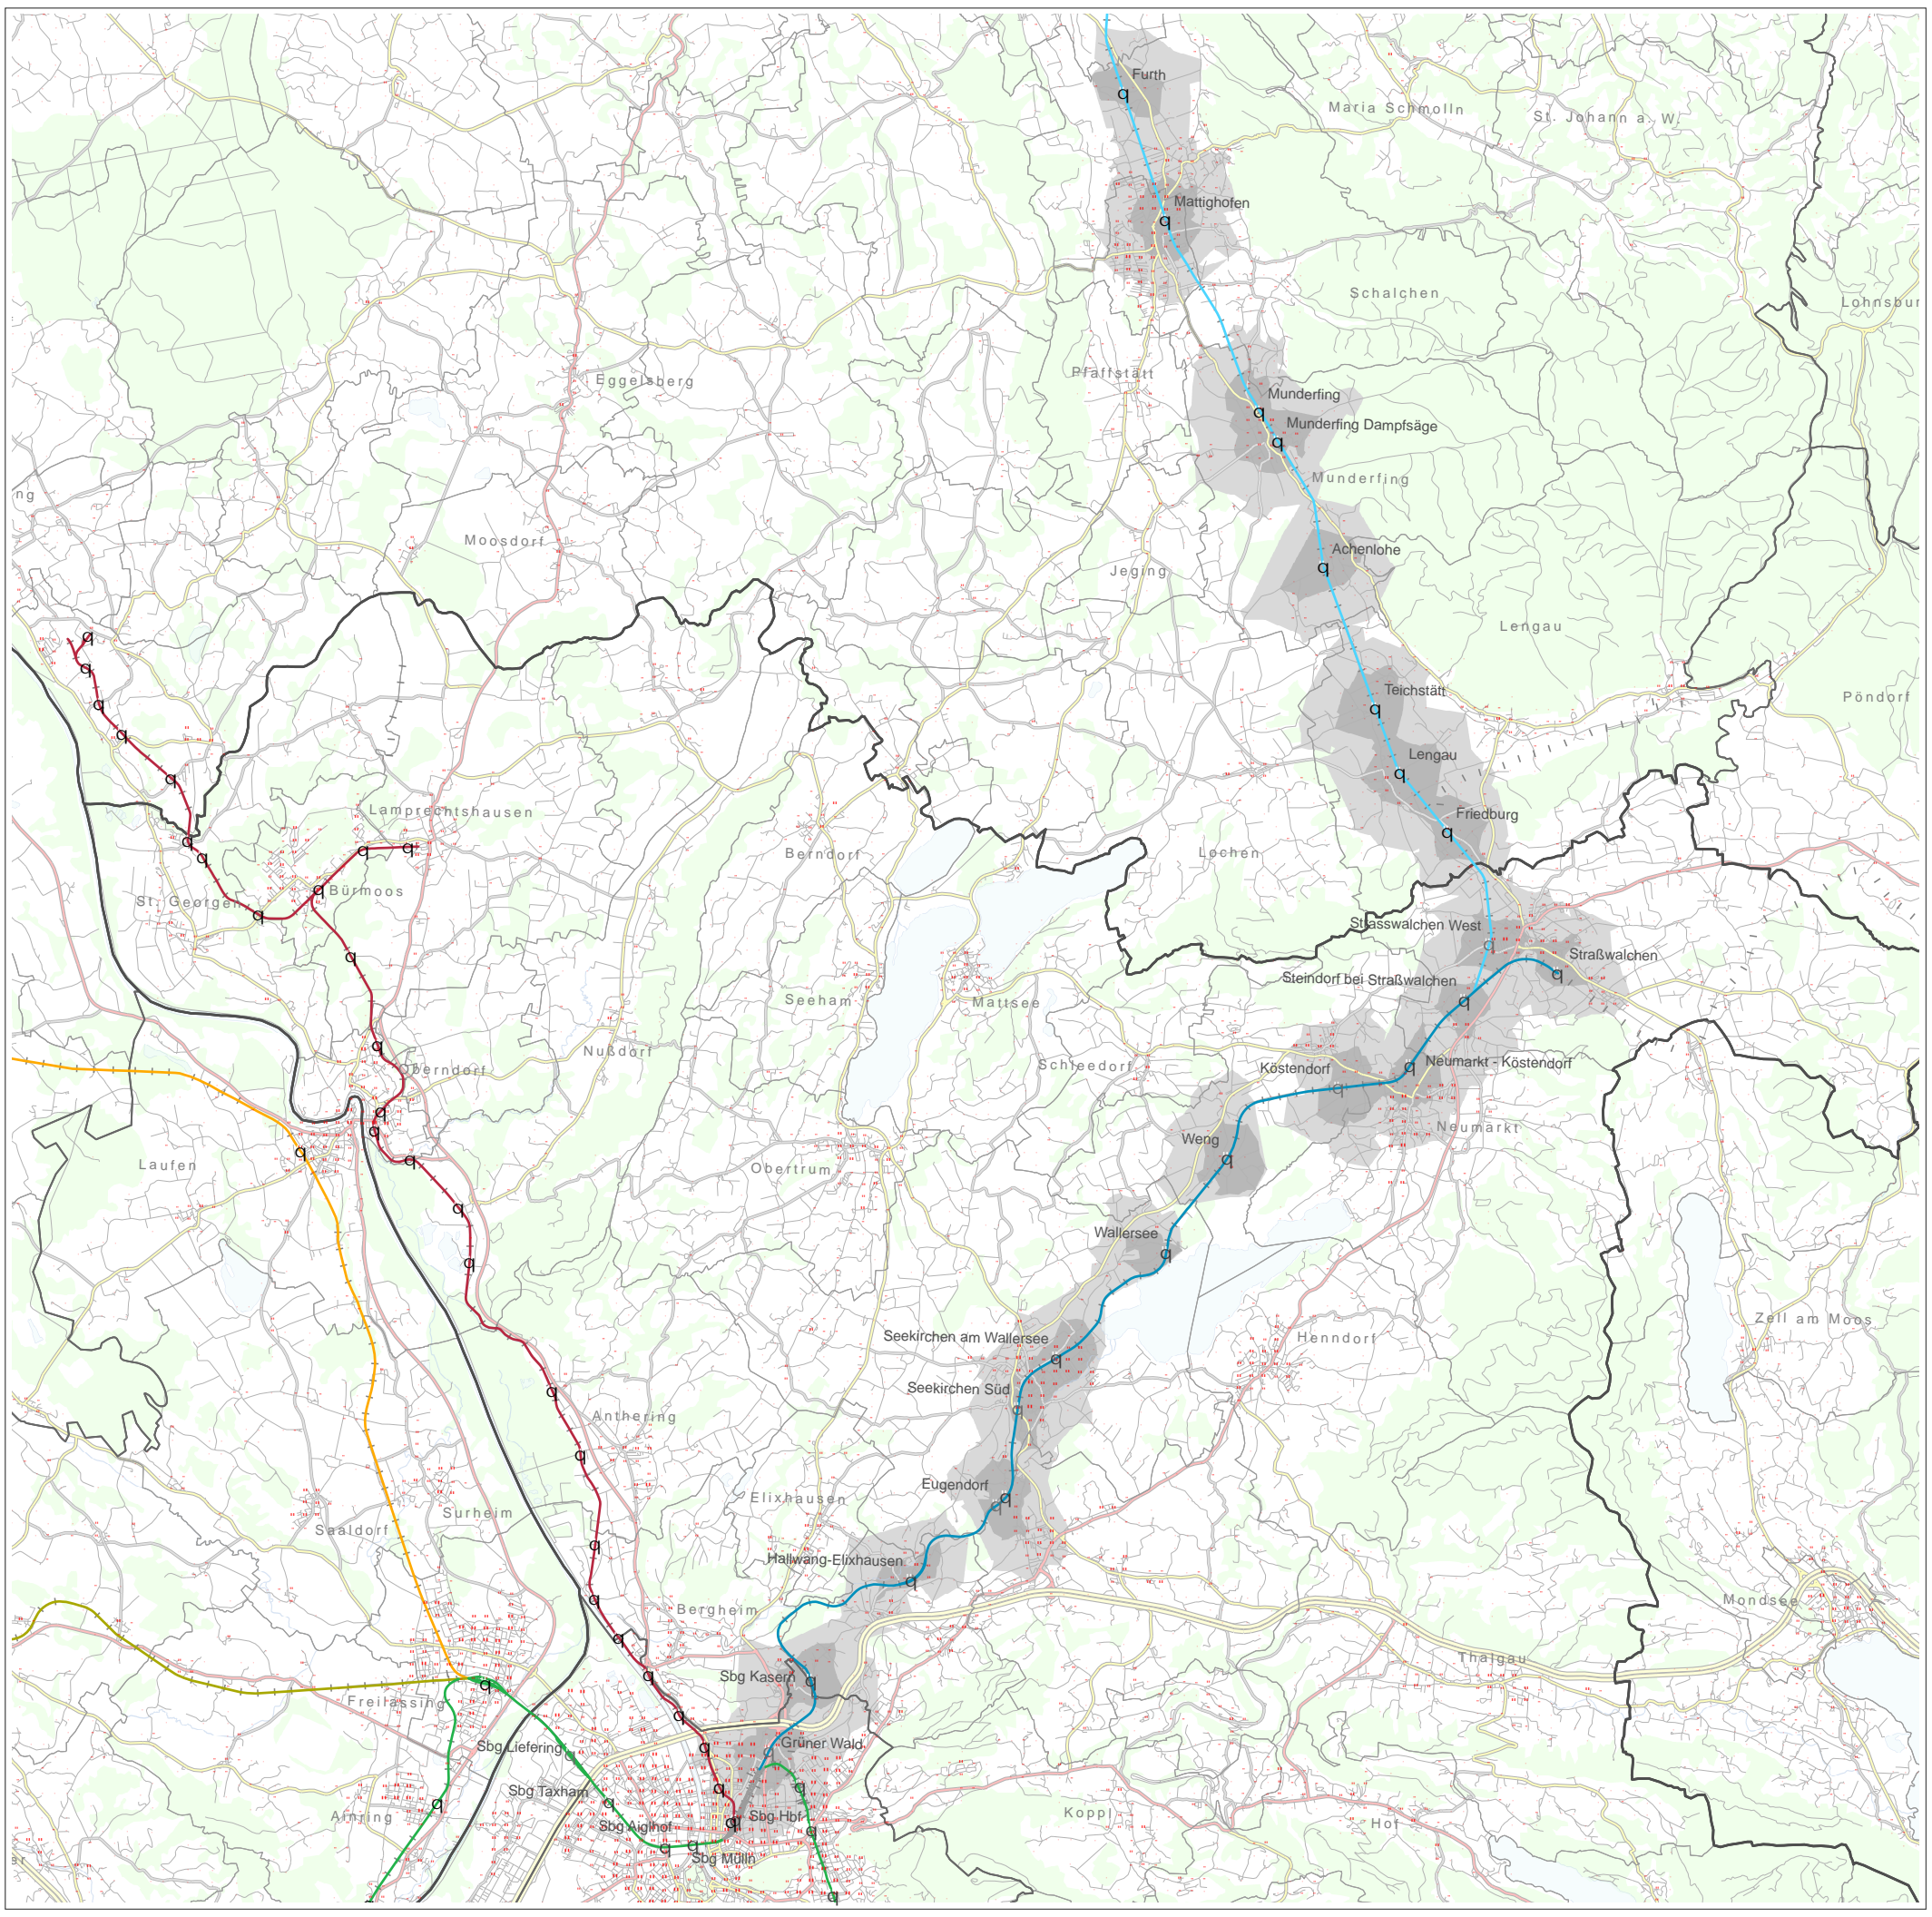 Furth
Maria Schmolln
St. Johann a. W.
Mattighofen
Schalchen
Lohnsbur
Pfaffstätt
Eggelsberg
Munderfing
Munderfing Dampfsäge
Munderfing
ng
Moosdorf
Achenlohe
Jeging
Lengau
Teichstätt
Pöndorf
Lengau
Friedburg
Lamprechtshausen
Berndorf
Lochen
Bürmoos
St. Georgen
Strasswalchen West
Straßwalchen
Steindorf bei Straßwalchen
Seeham
Mattsee
Nußdorf
Schleedorf
Köstendorf
Neumarkt - Köstendorf
Oberndorf
Neumarkt
Weng
Laufen
Obertrum
Wallersee
Zell am Moos
Seekirchen am Wallersee
Henndorf
Seekirchen Süd
Anthering
Eugendorf
Elixhausen
Surheim
Saaldorf
Hallwang-Elixhausen
Bergheim
Mondsee
Thalgau
Sbg Kasern
Freilassing
Grüner Wald
Sbg Liefering
Sbg Taxham
Ainring
Sbg Hbf
Koppl
Hof
Sbg Aiglhof
Sbg Mülln
er